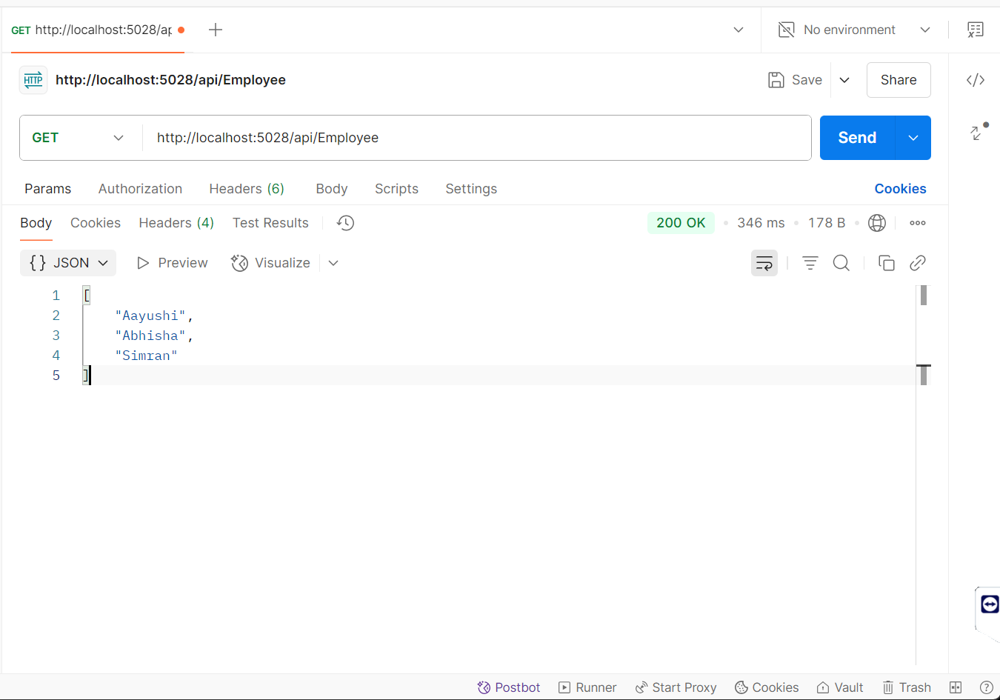 GET http://localhost:5028/ap
No environment
HTTP http://localhost:5028/api/Employee
Save
Share
GET http://localhost:5028/api/Employee
Send
Params Authorization Headers (6) Body Scripts Settings Cookies
Body Cookies Headers (4) Test Results 200 OK • 346 ms • 178 B •
{} JSON Preview Visualize
1 [
2 "Aayushi",
3 "Abhisha",
4 "Simran"
5 ]
Postbot Runner Start Proxy Cookies Vault Trash